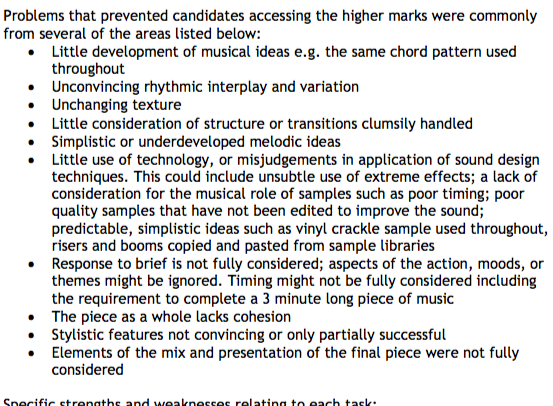 Problems that prevented candidates accessing the higher marks were commonly
from several of the areas listed below:
• Little development of musical ideas e.g. the same chord pattern used
throughout
• Unconvincing rhythmic interplay and variation
• Unchanging texture
• Little consideration of structure or transitions clumsily handled
• Simplistic or underdeveloped melodic ideas
• Little use of technology, or misjudgements in application of sound design
techniques. This could include unsubtle use of extreme effects; a lack of
consideration for the musical role of samples such as poor timing; poor
quality samples that have not been edited to improve the sound;
predictable, simplistic ideas such as vinyl crackle sample used throughout,
risers and booms copied and pasted from sample libraries
• Response to brief is not fully considered; aspects of the action, moods, or
themes might be ignored. Timing might not be fully considered including
the requirement to complete a 3 minute long piece of music
• The piece as a whole lacks cohesion
• Stylistic features not convincing or only partially successful
• Elements of the mix and presentation of the final piece were not fully
considered
Specific strengths and weaknesses relating to each task: